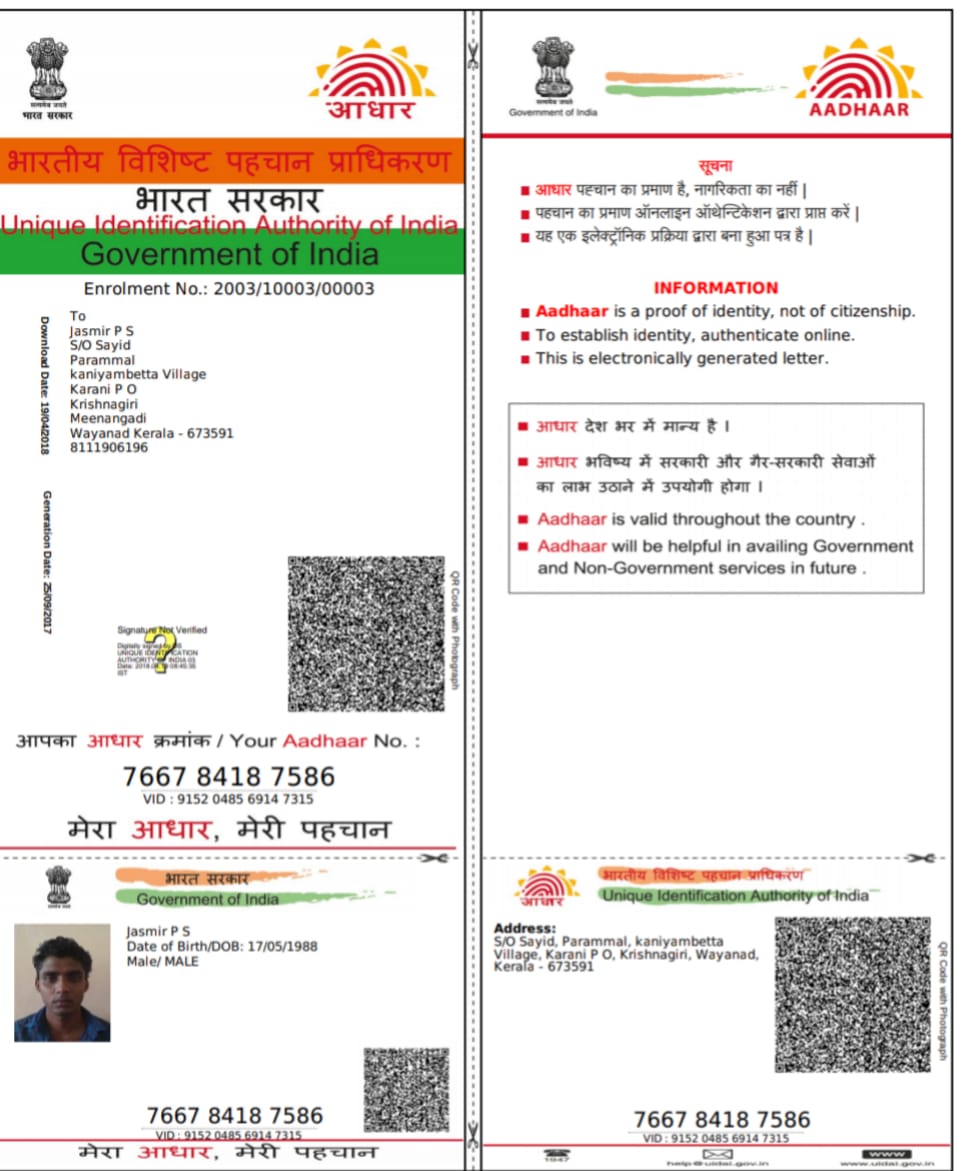 सत्यमेव जयते
भारत सरकार
आधार
भारतीय विशिष्ट पहचान प्राधिकरण
भारत सरकार
Unique Identification Authority of India
Government of India
Enrolment No.: 2003/10003/00003
To
Jasmir P S
S/O Sayid
Parammal
kaniyambetta Village
Karani P O
Krishnagiri
Meenangadi
Wayanad Kerala - 673591
8111906196
Download Date: 19/04/2018
Generation Date: 25/09/2017
Signature Not Verified
Digitally signed by DS
UNIQUE IDENTIFICATION
AUTHORITY OF INDIA 03
IST
QR Code with Photograph
आपका आधार क्रमांक / Your Aadhaar No. :
7667 8418 7586
VID : 9152 0485 6914 7315
मेरा आधार, मेरी पहचान
सत्यमेव जयते
Government of India
AADHAAR
सूचना
आधार पहचान का प्रमाण है, नागरिकता का नहीं |
पहचान का प्रमाण ऑनलाइन ऑथेन्टिकेशन द्वारा प्राप्त करें |
यह एक इलेक्ट्रॉनिक प्रक्रिया द्वारा बना हुआ पत्र है |
INFORMATION
Aadhaar is a proof of identity, not of citizenship.
To establish identity, authenticate online.
This is electronically generated letter.
आधार देश भर में मान्य है ।
आधार भविष्य में सरकारी और गैर-सरकारी सेवाओं
का लाभ उठाने में उपयोगी होगा ।
Aadhaar is valid throughout the country .
Aadhaar will be helpful in availing Government
and Non-Government services in future .
भारत सरकार
Government of India
Jasmir P S
Date of Birth/DOB: 17/05/1988
Male/ MALE
7667 8418 7586
VID : 9152 0485 6914 7315
मेरा आधार, मेरी पहचान
आधार
भारतीय विशिष्ट पहचान प्राधिकरण
Unique Identification Authority of India
Address:
S/O Sayid, Parammal, kaniyambetta
Village, Karani P O, Krishnagiri, Wayanad,
Kerala - 673591
QR Code with Photograph
7667 8418 7586
VID : 9152 0485 6914 7315
1947
help@uidai.gov.in
www
www.uidai.gov.in